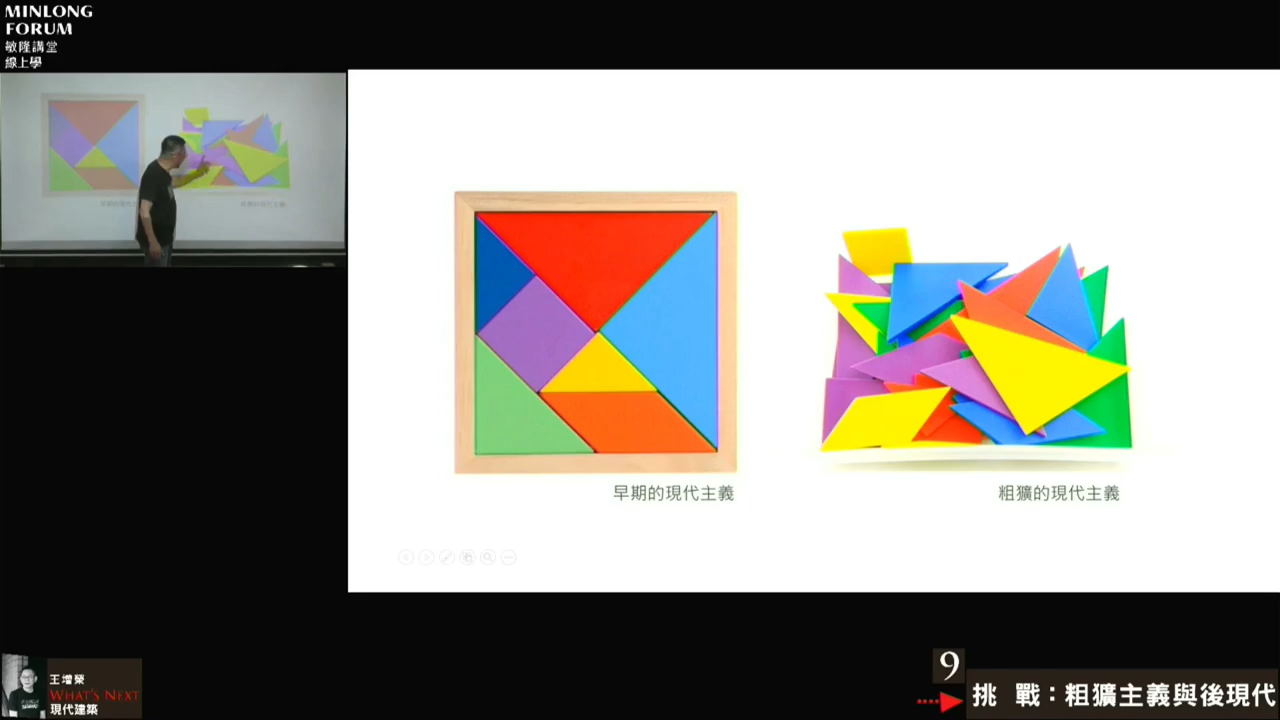 MINLONG
FORUM
敏隆講堂
線上學
早期的現代主義
粗獷的現代主義
王增榮
WHAT'S NEXT
現代建築
9
挑 戰：粗獷主義與後現代